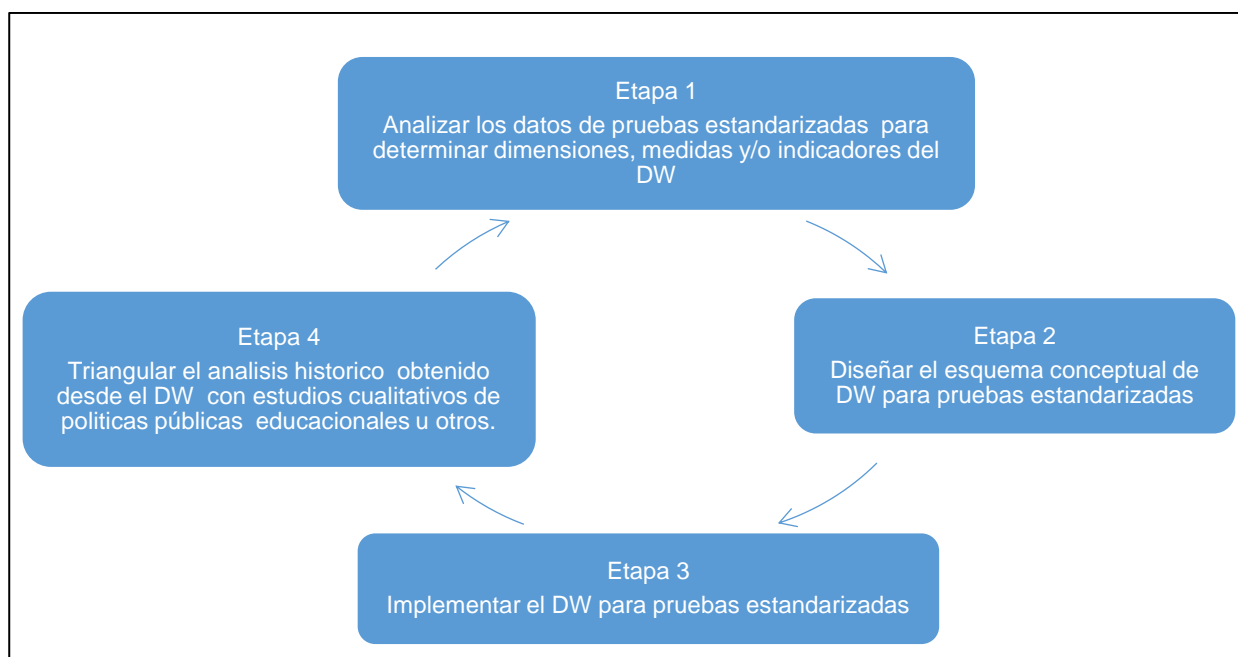 Etapa 1
Analizar los datos de pruebas estandarizadas para
determinar dimensiones, medidas y/o indicadores del
DW
Etapa 2
Diseñar el esquema conceptual de
DW para pruebas estandarizadas
Etapa 3
Implementar el DW para pruebas estandarizadas
Etapa 4
Triangular el analisis historico obtenido
desde el DW con estudios cualitativos de
politicas públicas educacionales u otros.